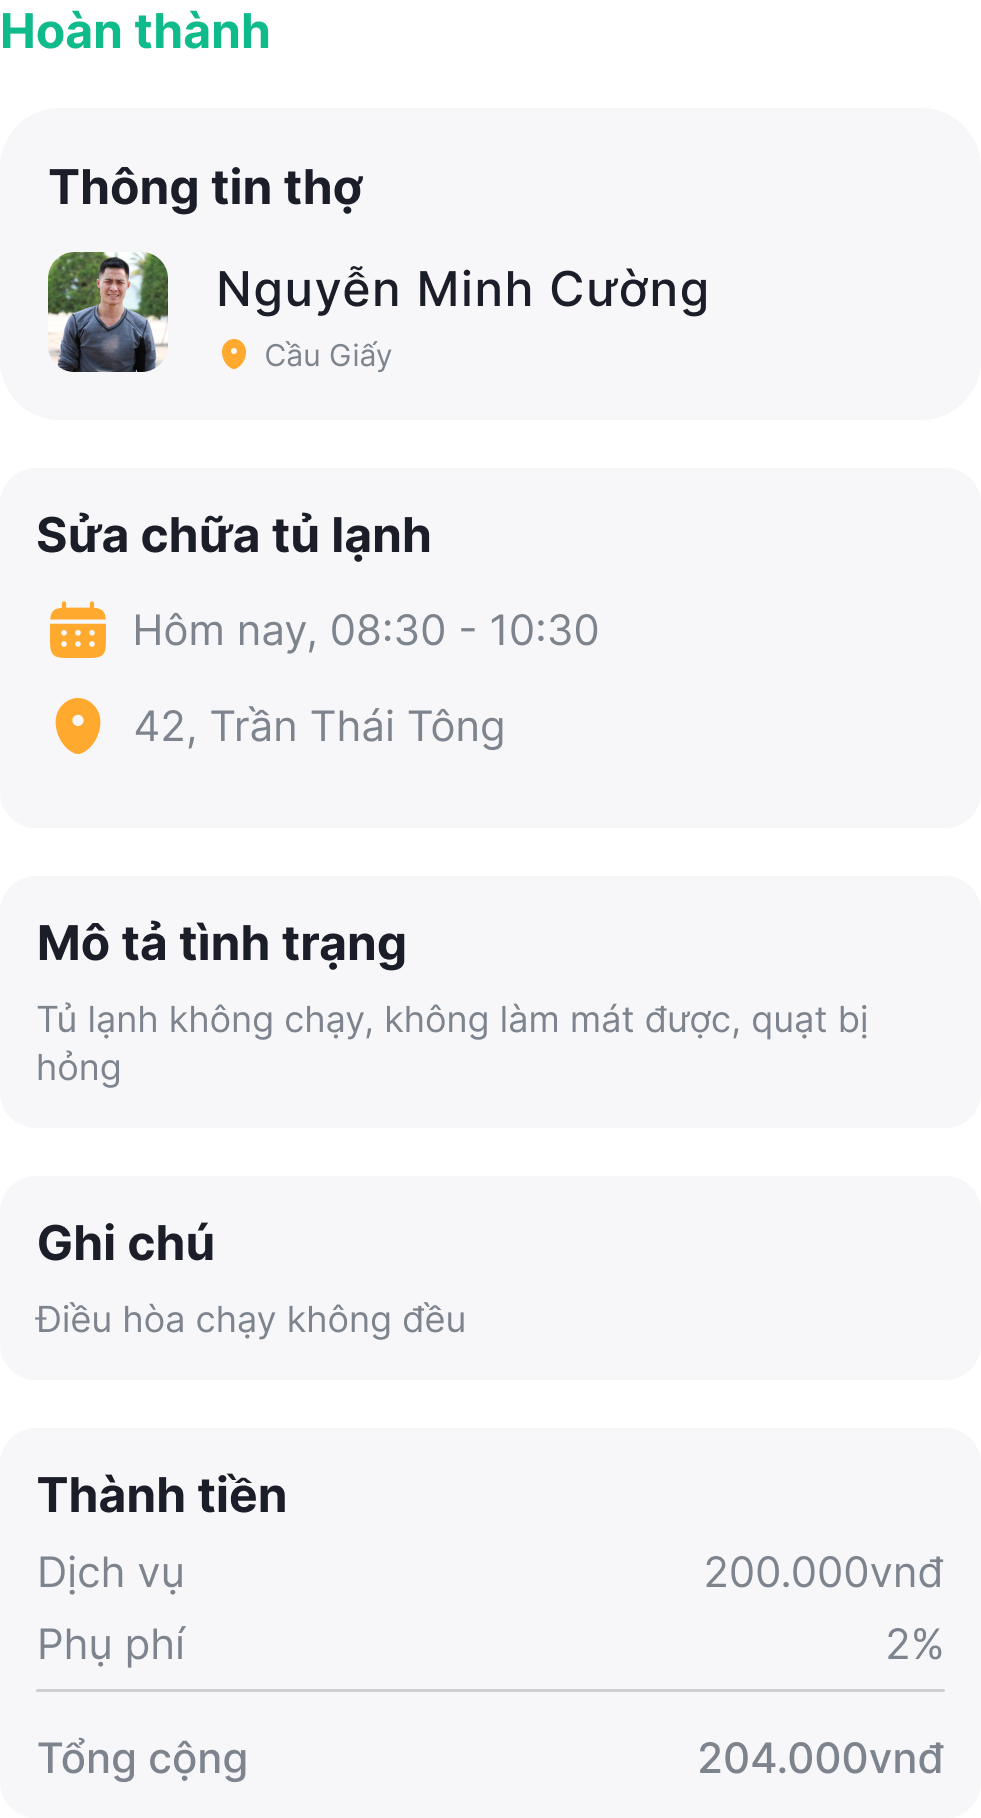 Hoàn thành
Thông tin thợ
Nguyễn Minh Cường
Cầu Giấy
Sửa chữa tủ lạnh
Hôm nay, 08:30 - 10:30
42, Trần Thái Tông
Mô tả tình trạng
Tủ lạnh không chạy, không làm mát được, quạt bị
hỏng
Ghi chú
Điều hòa chạy không đều
Thành tiền
Dịch vụ 200.000vnđ
Phụ phí 2%
Tổng cộng 204.000vnđ